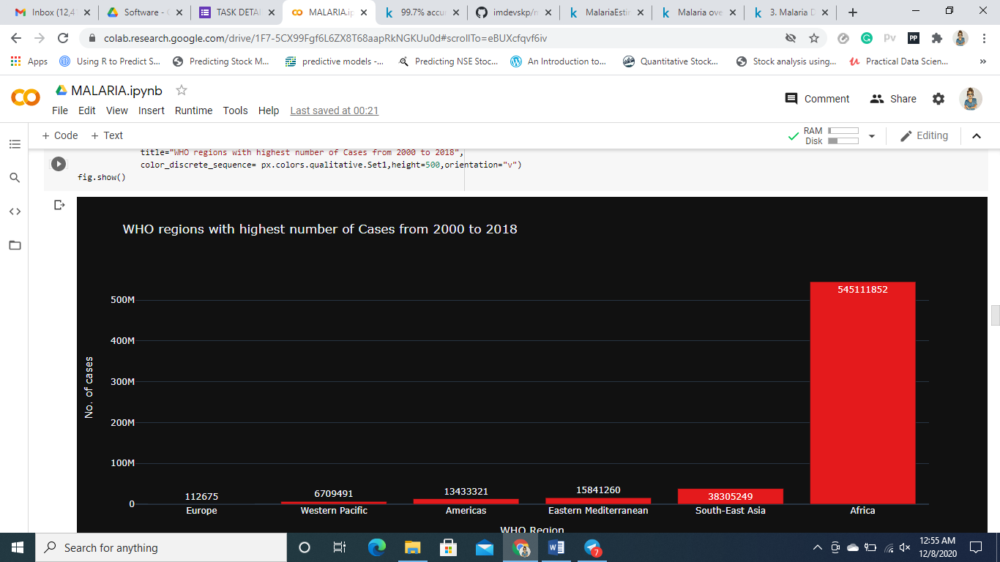 Inbox (12,4
Software - G
TASK DETAI
MALARIA.ip
99.7% accu
imdevskp/m
MalariaEstim
Malaria ove
3. Malaria D
colab.research.google.com/drive/1F7-5CX99Fgf6L6ZX8T68aapRkNGKUu0d#scrollTo=eBUXcfqvf6iv
Apps
Using R to Predict S...
Predicting Stock M...
predictive models -...
Predicting NSE Stoc...
An Introduction to...
Quantitative Stock...
Stock analysis using...
Practical Data Scien...
»
MALARIA.ipynb
File Edit View Insert Runtime Tools Help Last saved at 00:21
Comment
Share
+ Code + Text
RAM
Disk
Editing
title="WHO regions with highest number of Cases from 2000 to 2018",
color_discrete_sequence= px.colors.qualitative.Set1,height=500,orientation="v")
fig.show()
WHO regions with highest number of Cases from 2000 to 2018
No. of cases
500M
400M
300M
200M
100M
0
112675
6709491
13433321
15841260
38305249
545111852
Europe
Western Pacific
Americas
Eastern Mediterranean
South-East Asia
Africa
WHO Region
Search for anything
7
12:55 AM
12/8/2020